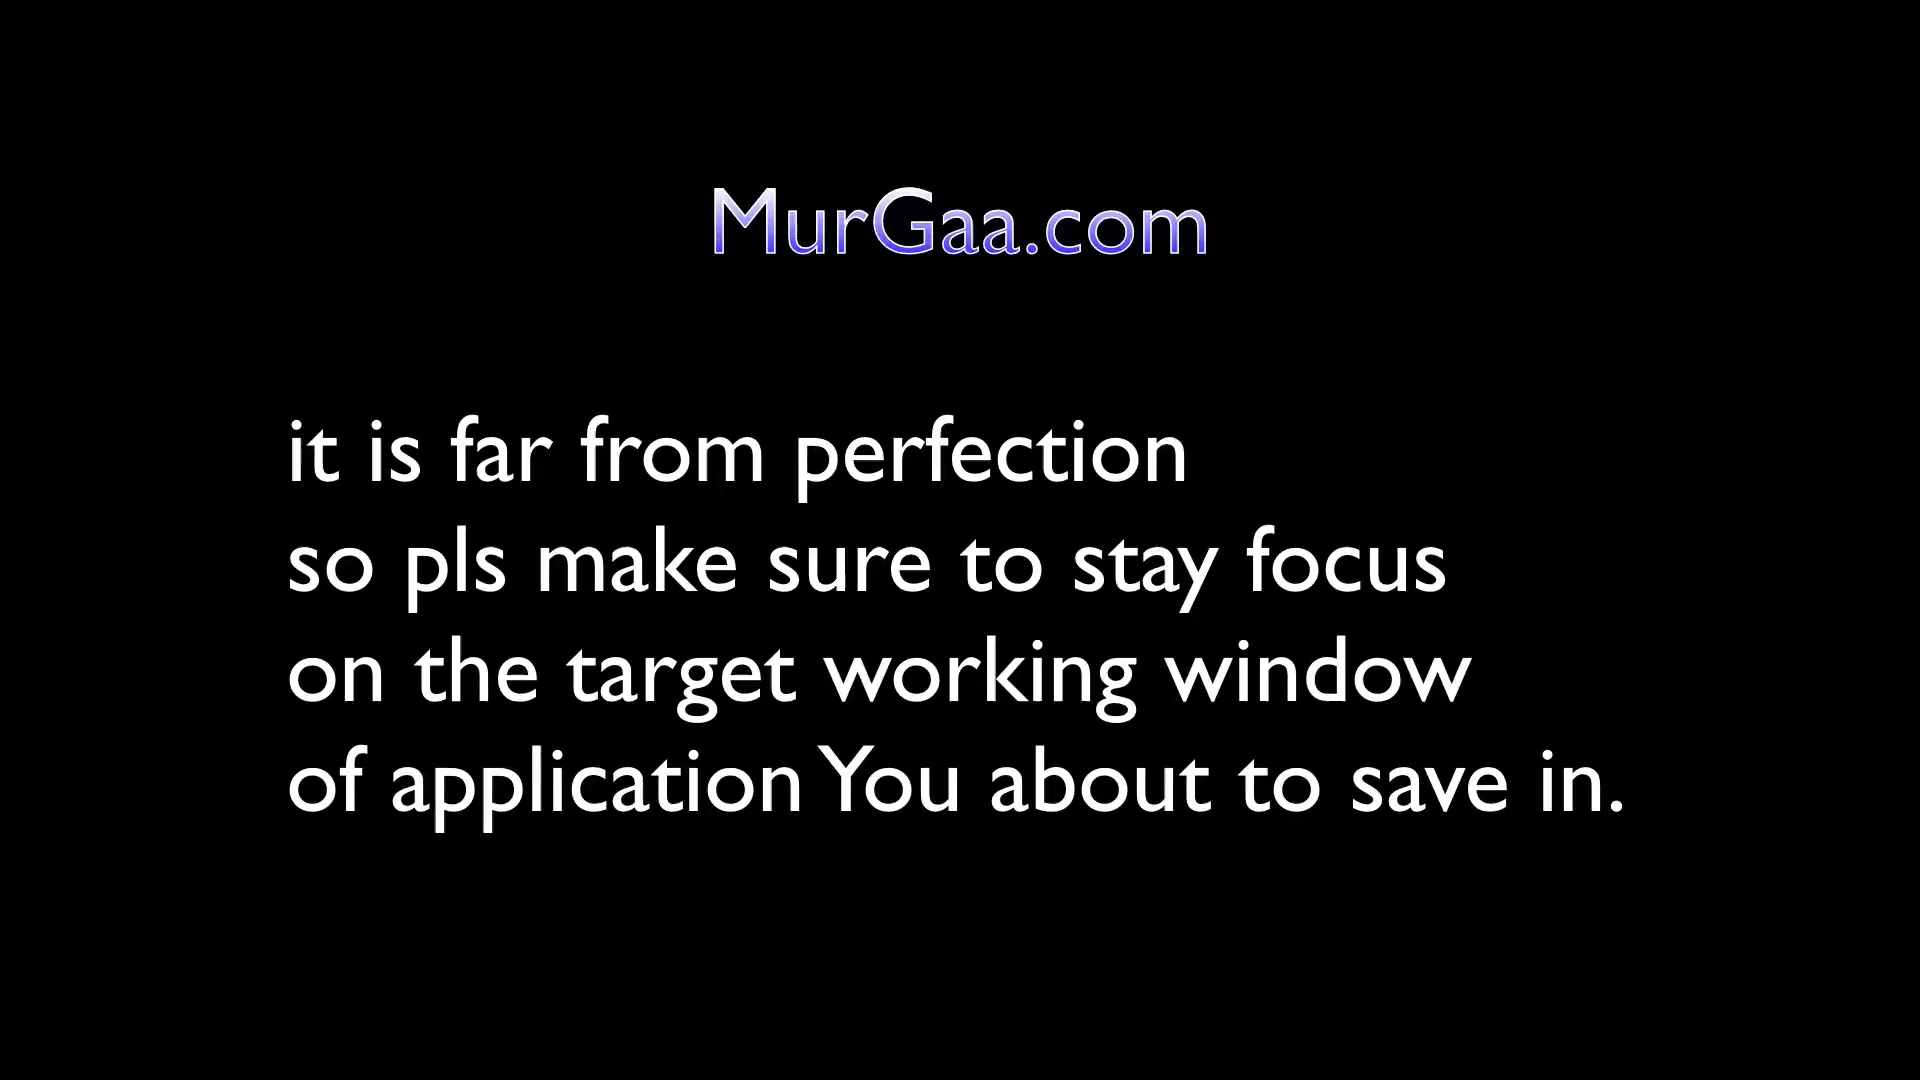 MurGaa.com
it is far from perfection
so pls make sure to stay focus
on the target working window
of application You about to save in.